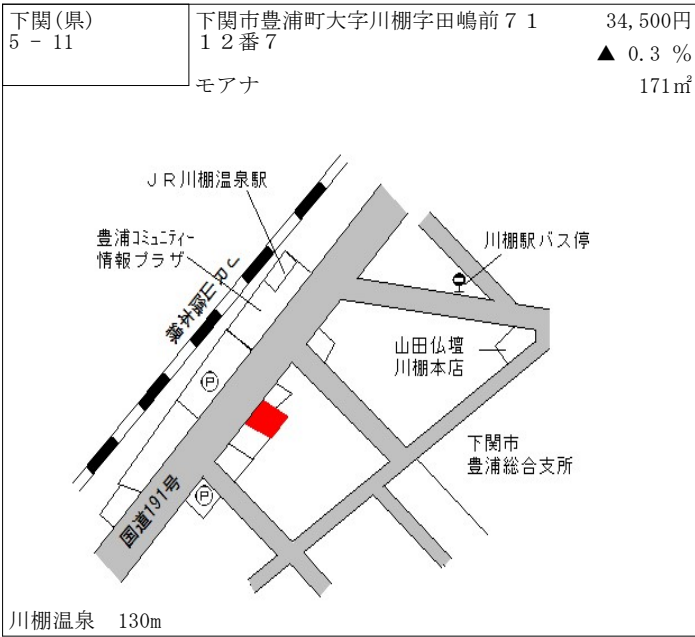 下関(県)
5 - 11
下関市豊浦町大字川棚字田嶋前７１
１２番７
モアナ
34,500円
▲ 0.3 %
171㎡
ＪＲ川棚温泉駅
豊浦ｺﾐｭﾆﾃｨｰ
情報プラザ
ＪＲ山陰本線
川棚駅バス停
山田仏壇
川棚本店
P
下関市
豊浦総合支所
国道191号
P
川棚温泉 130m